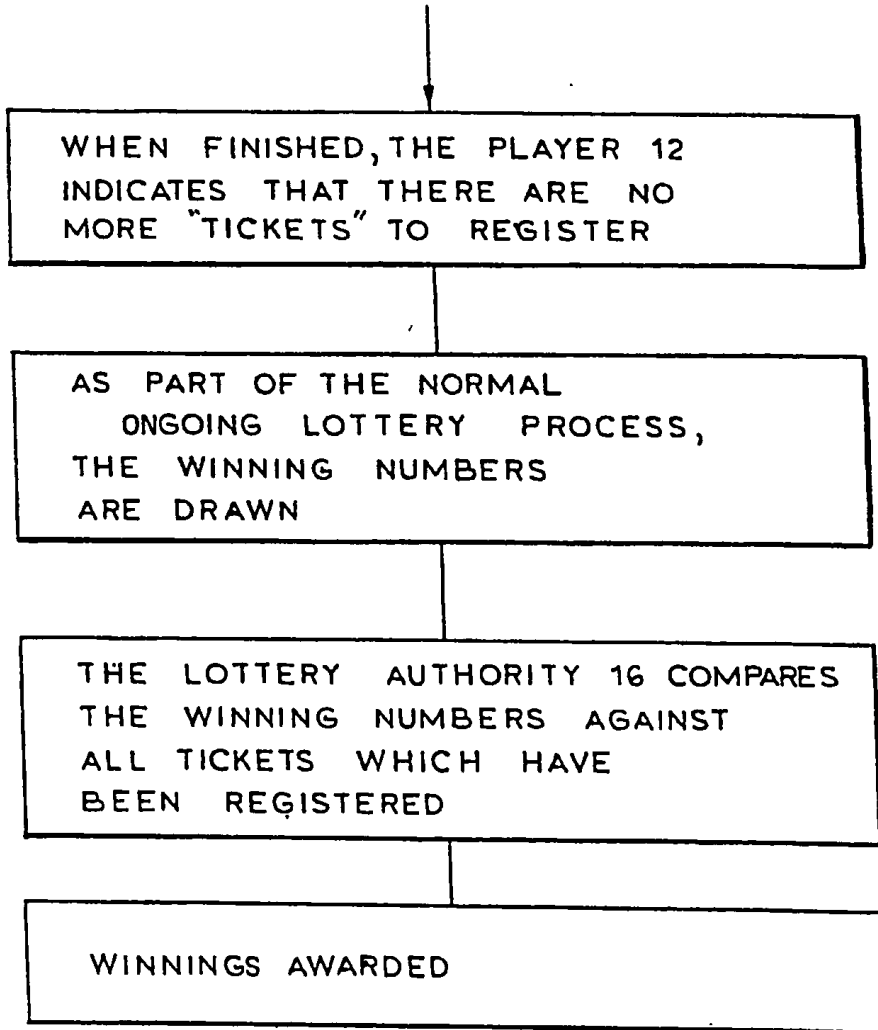 WHEN FINISHED, THE PLAYER 12
INDICATES THAT THERE ARE NO
MORE "TICKETS" TO REGISTER
AS PART OF THE NORMAL
ONGOING LOTTERY PROCESS,
THE WINNING NUMBERS
ARE DRAWN
THE LOTTERY AUTHORITY 16 COMPARES
THE WINNING NUMBERS AGAINST
ALL TICKETS WHICH HAVE
BEEN REGISTERED
WINNINGS AWARDED